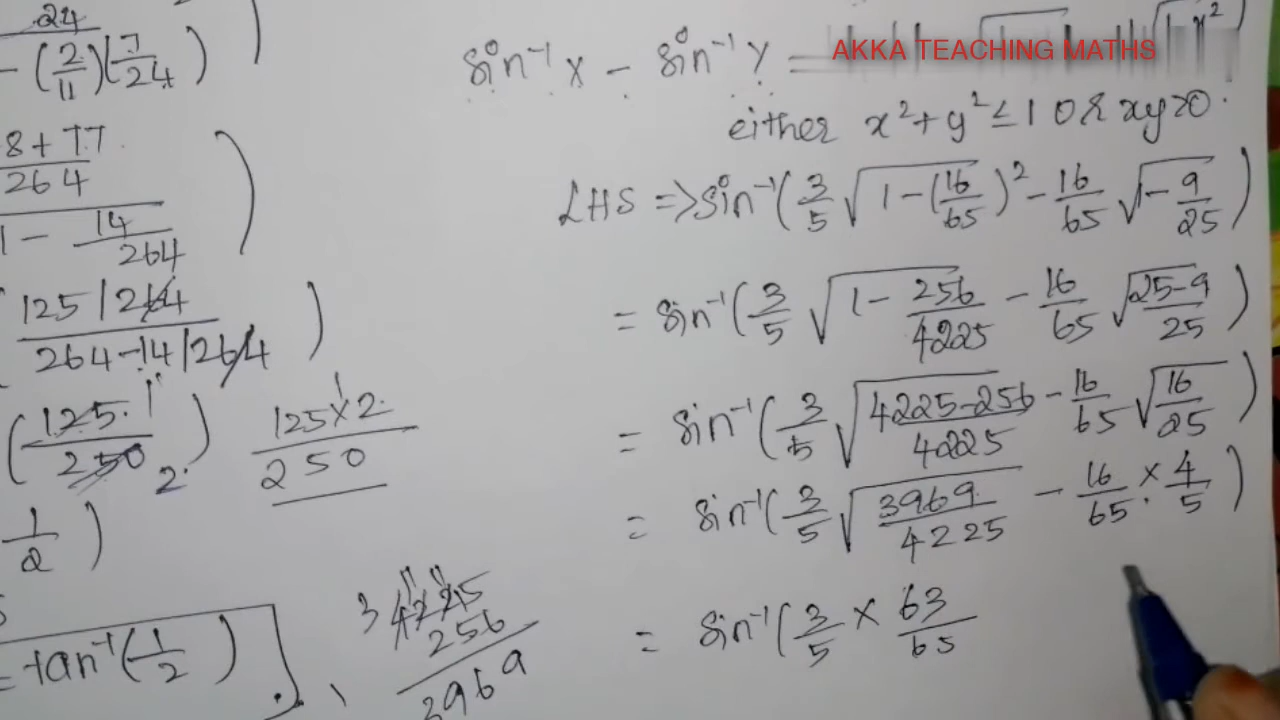 24
- (2/11)(7/24)
8 + 77
264
1 - 14/264
125 / 264
264 - 14 / 264
(125/250) 1 2
125 × 2
250
1/2 )
= tan⁻¹(1/2)
4225
256
3969
AKKA TEACHING MATHS
sin⁻¹x - sin⁻¹y =
either x² + y² ≤ 1 or xy > 0.
LHS => sin⁻¹(3/5 √1-(16/65)² - 16/65 √1-9/25)
= sin⁻¹(3/5 √1 - 256/4225 - 16/65 √25-9/25)
= sin⁻¹(3/5 √4225-256/4225 - 16/65 √16/25)
= sin⁻¹(3/5 √3969/4225 - 16/65 × 4/5)
= sin⁻¹(3/5 × 63/65